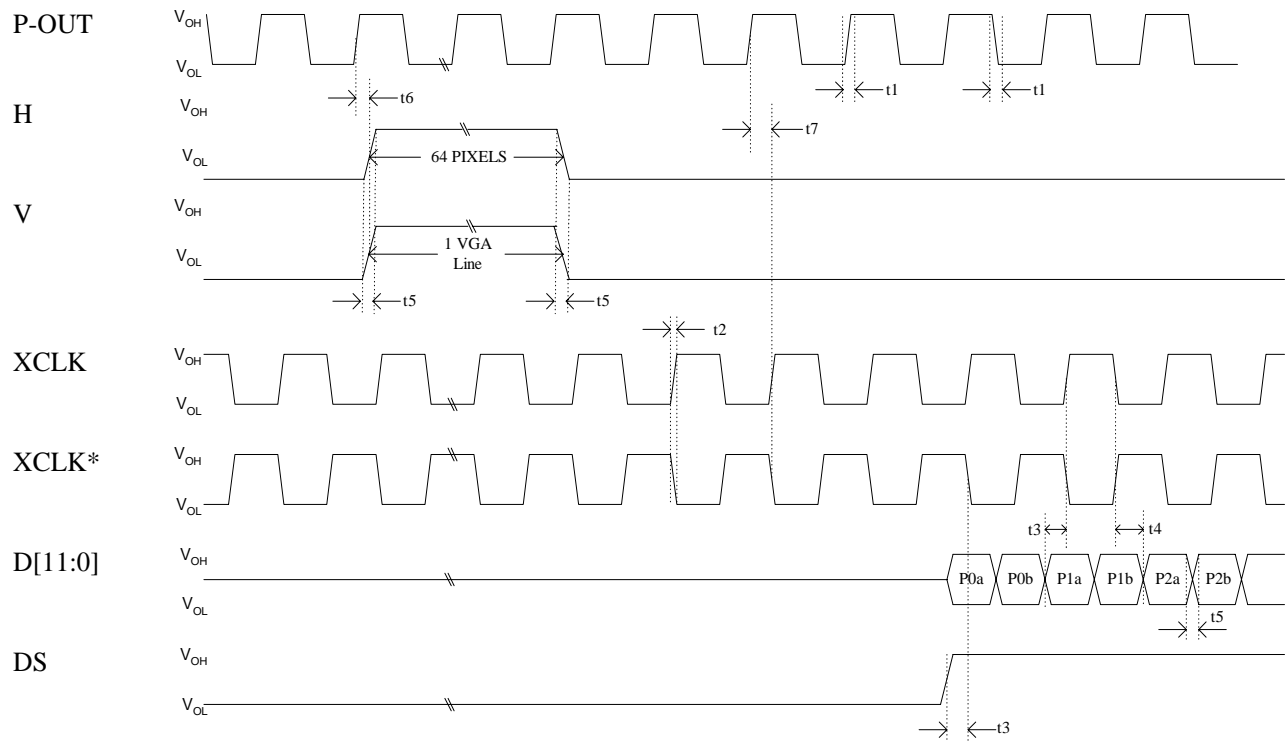 P-OUT
VOH
VOL
t6
t1
t1
H
VOH
VOL
t7
64 PIXELS
V
VOH
VOL
1 VGA
Line
t5
t5
t2
XCLK
VOH
VOL
XCLK*
VOH
VOL
t3
t4
D[11:0]
VOH
VOL
P0a
P0b
P1a
P1b
P2a
P2b
t5
DS
VOH
VOL
t3